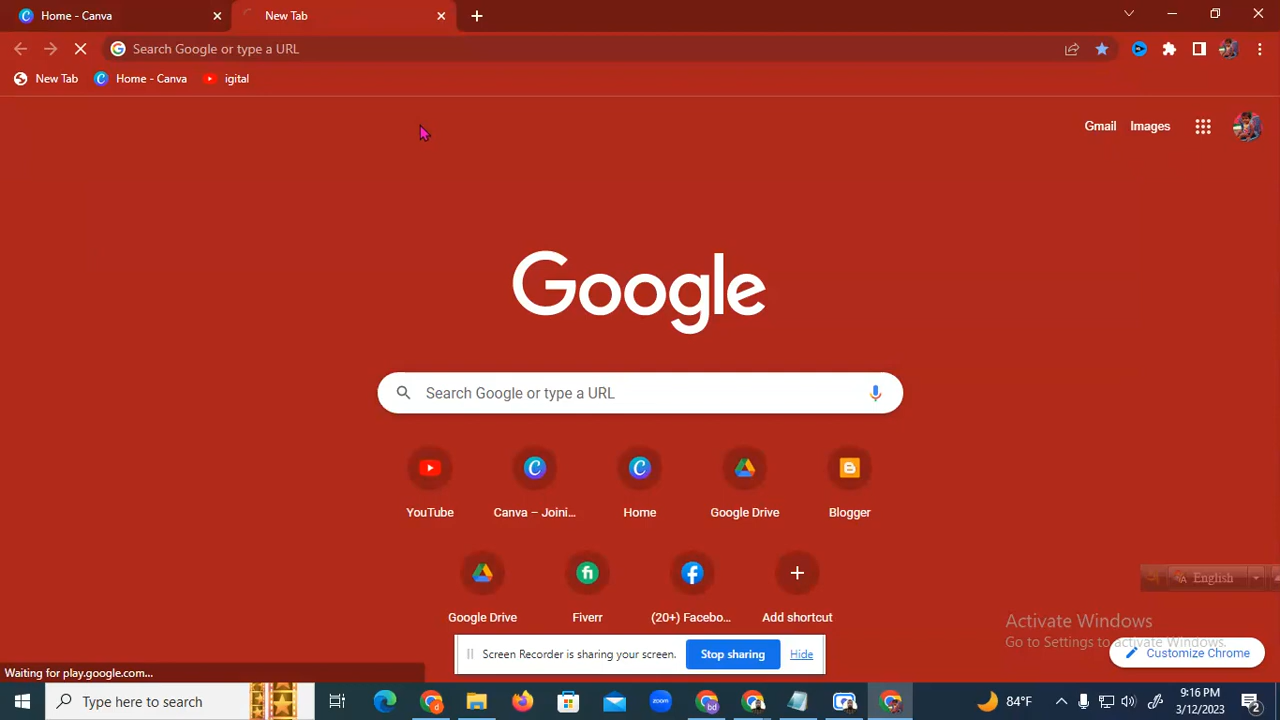 Home - Canva
New Tab
Search Google or type a URL
New Tab
Home - Canva
igital
Gmail
Images
Google
Search Google or type a URL
YouTube
Canva – Joini...
Home
Google Drive
Blogger
Google Drive
Fiverr
(20+) Facebo...
Add shortcut
English
Activate Windows
Go to Settings to activate Windows.
Customize Chrome
Screen Recorder is sharing your screen.
Stop sharing
Hide
Waiting for play.google.com...
Type here to search
zoom
bd
d
84°F
9:16 PM
3/12/2023
2